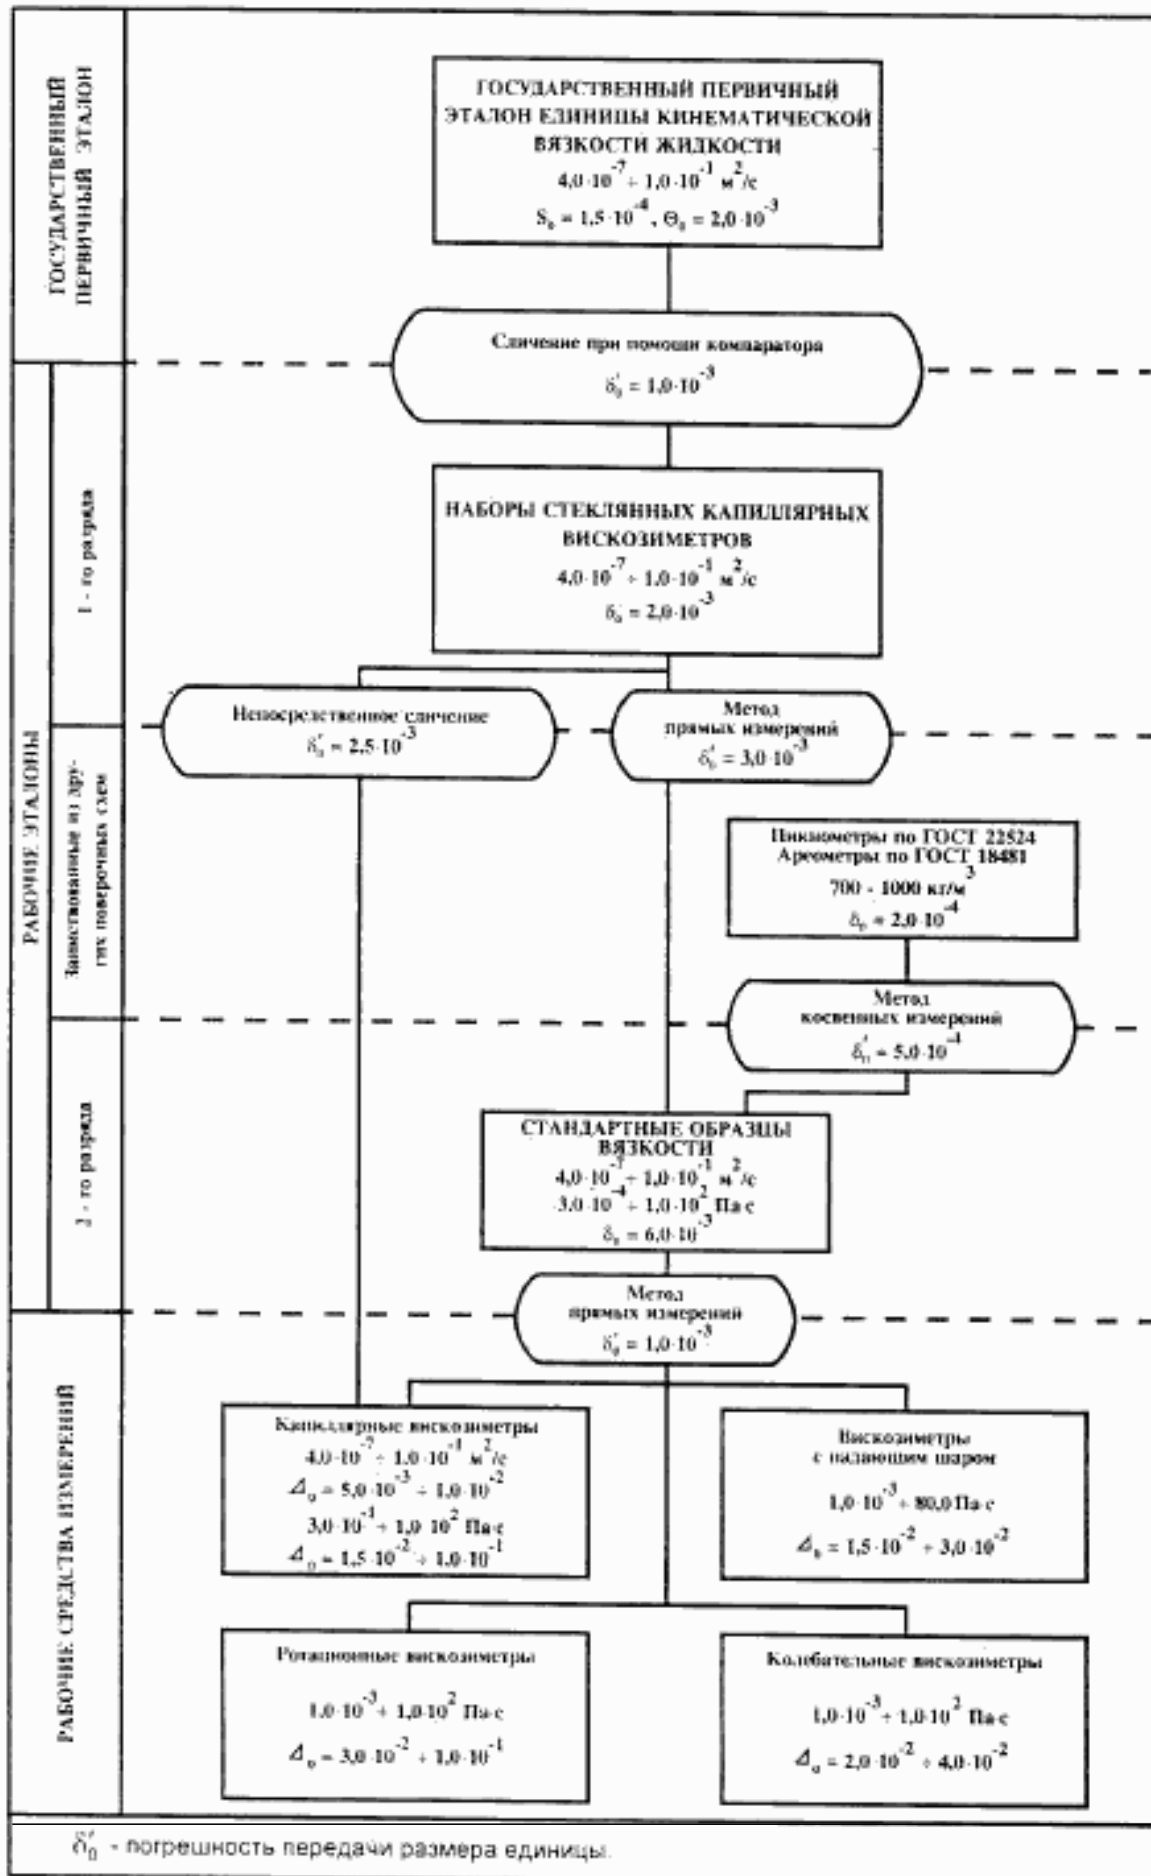 ГОСУДАРСТВЕННЫЙ
ПЕРВИЧНЫЙ ЭТАЛОН
ГОСУДАРСТВЕННЫЙ ПЕРВИЧНЫЙ
ЭТАЛОН ЕДИНИЦЫ КИНЕМАТИЧЕСКОЙ
ВЯЗКОСТИ ЖИДКОСТИ
4,0·10⁻⁷ ÷ 1,0·10⁻¹ м²/с
S₀ = 1,5·10⁻⁴, Θ₀ = 2,0·10⁻³
Сличение при помощи компаратора
δ₀′ = 1,0·10⁻³
РАБОЧИЕ ЭТАЛОНЫ
1 - го разряда
НАБОРЫ СТЕКЛЯННЫХ КАПИЛЛЯРНЫХ
ВИСКОЗИМЕТРОВ
4,0·10⁻⁷ ÷ 1,0·10⁻¹ м²/с
δ₀ = 2,0·10⁻³
Непосредственное сличение
δ₀′ = 2,5·10⁻³
Метод
прямых измерений
δ₀′ = 3,0·10⁻³
Заимствованные из дру-
гих поверочных схем
Пикнометры по ГОСТ 22524
Ареометры по ГОСТ 18481
700 - 1000 кг/м³
δ₀ = 2,0·10⁻⁴
Метод
косвенных измерений
δ₀′ = 5,0·10⁻⁴
2 - го разряда
СТАНДАРТНЫЕ ОБРАЗЦЫ
ВЯЗКОСТИ
4,0·10⁻⁷ ÷ 1,0·10⁻¹ м²/с
3,0·10⁻⁴ ÷ 1,0·10² Па·с
δ₀ = 6,0·10⁻³
Метод
прямых измерений
δ₀′ = 1,0·10⁻³
РАБОЧИЕ СРЕДСТВА ИЗМЕРЕНИЙ
Капиллярные вискозиметры
4,0·10⁻⁷ ÷ 1,0·10⁻¹ м²/с
Δ₀ = 5,0·10⁻³ ÷ 1,0·10⁻²
3,0·10⁻¹ ÷ 1,0·10² Па·с
Δ₀ = 1,5·10⁻² ÷ 1,0·10⁻¹
Вискозиметры
с падающим шаром
1,0·10⁻³ ÷ 80,0 Па·с
Δ₀ = 1,5·10⁻² ÷ 3,0·10⁻²
Ротационные вискозиметры
1,0·10⁻³ ÷ 1,0·10² Па·с
Δ₀ = 3,0·10⁻² ÷ 1,0·10⁻¹
Колебательные вискозиметры
1,0·10⁻³ ÷ 1,0·10² Па·с
Δ₀ = 2,0·10⁻² ÷ 4,0·10⁻²
δ₀′ - погрешность передачи размера единицы.